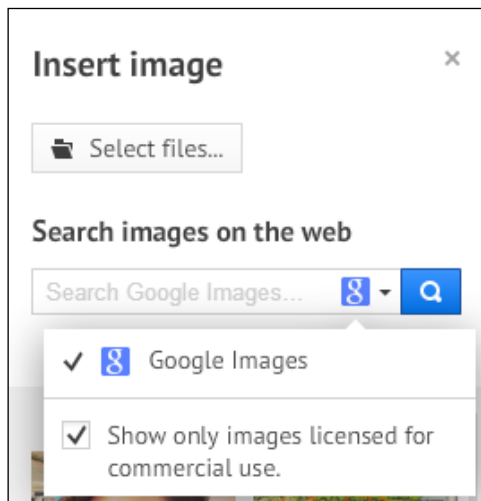 Insert image
×
Select files...
Search images on the web
Search Google Images...
g
g Google Images
Show only images licensed for
commercial use.